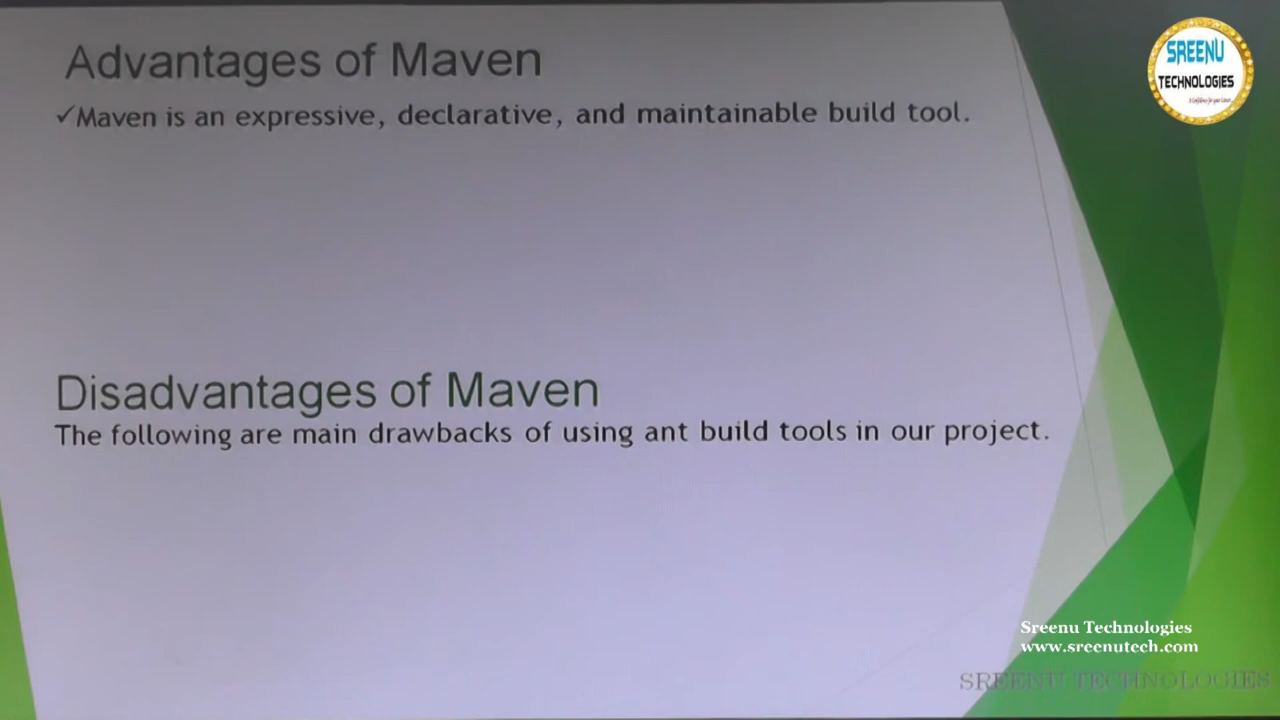 Advantages of Maven
✓Maven is an expressive, declarative, and maintainable build tool.
Disadvantages of Maven
The following are main drawbacks of using ant build tools in our project.
SREENU
TECHNOLOGIES
Sreenu Technologies
www.sreenutech.com
SREENU TECHNOLOGIES